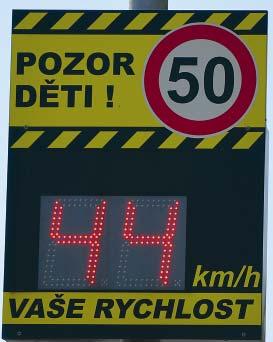 POZOR
DĚTI !
50
44
km/h
VAŠE RYCHLOST